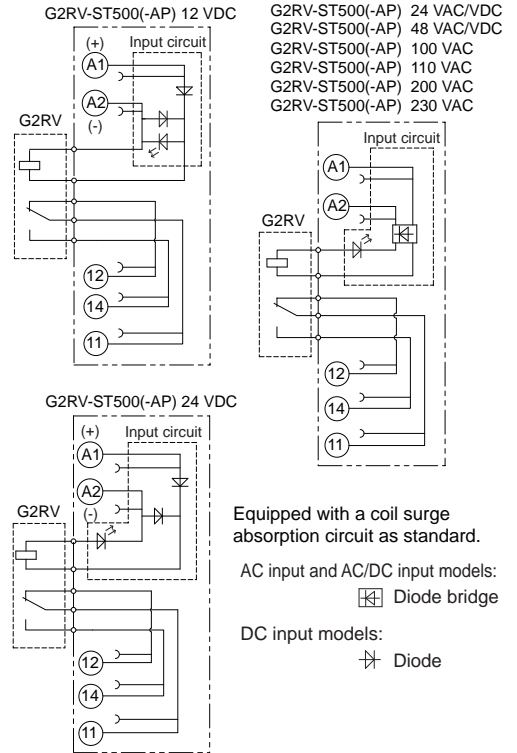 G2RV-ST500(-AP) 12 VDC
(+)
Input circuit
A1
A2
(-)
G2RV
12
14
11
G2RV-ST500(-AP) 24 VAC/VDC
G2RV-ST500(-AP) 48 VAC/VDC
G2RV-ST500(-AP) 100 VAC
G2RV-ST500(-AP) 110 VAC
G2RV-ST500(-AP) 200 VAC
G2RV-ST500(-AP) 230 VAC
Input circuit
A1
A2
G2RV
12
14
11
G2RV-ST500(-AP) 24 VDC
(+)
Input circuit
A1
A2
(-)
G2RV
12
14
11
Equipped with a coil surge
absorption circuit as standard.
AC input and AC/DC input models:
Diode bridge
DC input models:
Diode